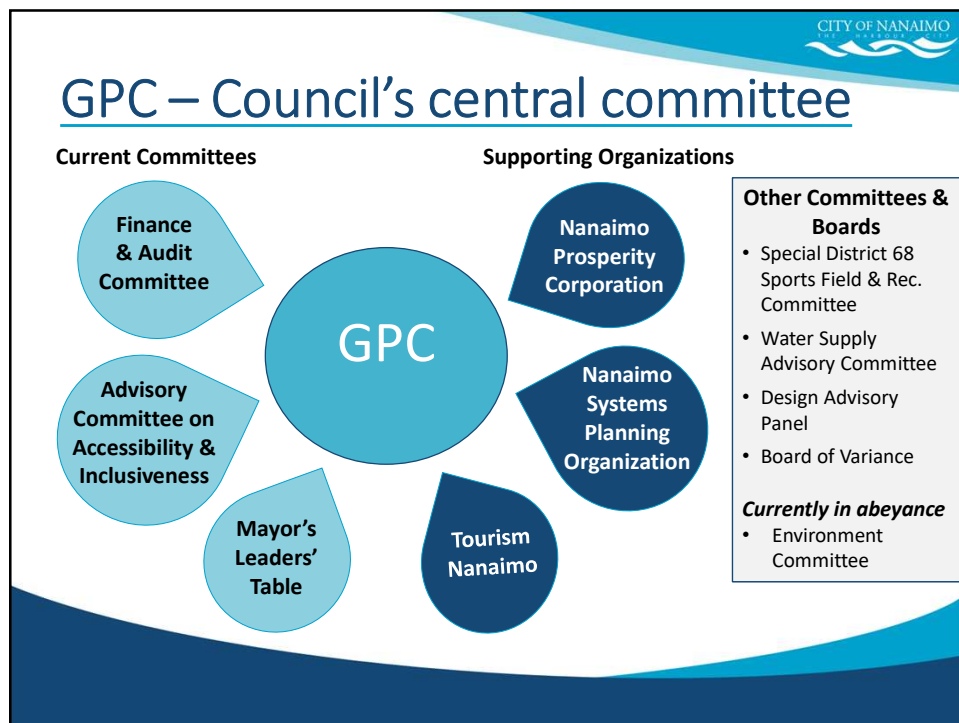 CITY OF NANAIMO
THE HARBOUR CITY
GPC – Council’s central committee
Current Committees
Supporting Organizations
Finance
& Audit
Committee
Advisory
Committee on
Accessibility &
Inclusiveness
Mayor’s
Leaders’
Table
GPC
Nanaimo
Prosperity
Corporation
Nanaimo
Systems
Planning
Organization
Tourism
Nanaimo
Other Committees &
Boards
• Special District 68
Sports Field & Rec.
Committee
• Water Supply
Advisory Committee
• Design Advisory
Panel
• Board of Variance
Currently in abeyance
• Environment
Committee